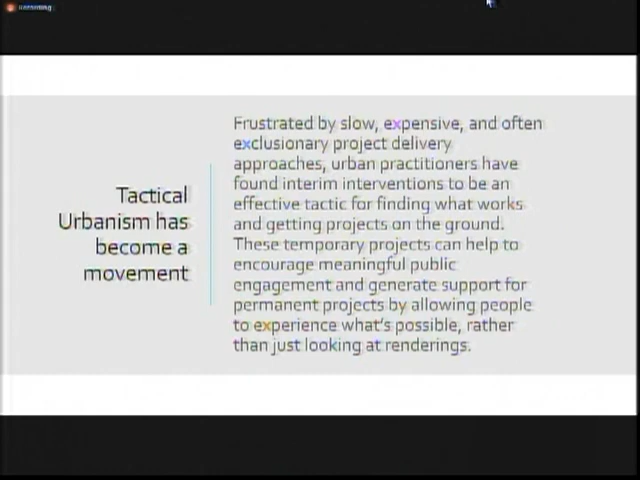 Tactical
Urbanism has
become a
movement
Frustrated by slow, expensive, and often
exclusionary project delivery
approaches, urban practitioners have
found interim interventions to be an
effective tactic for finding what works
and getting projects on the ground.
These temporary projects can help to
encourage meaningful public
engagement and generate support for
permanent projects by allowing people
to experience what's possible, rather
than just looking at renderings.